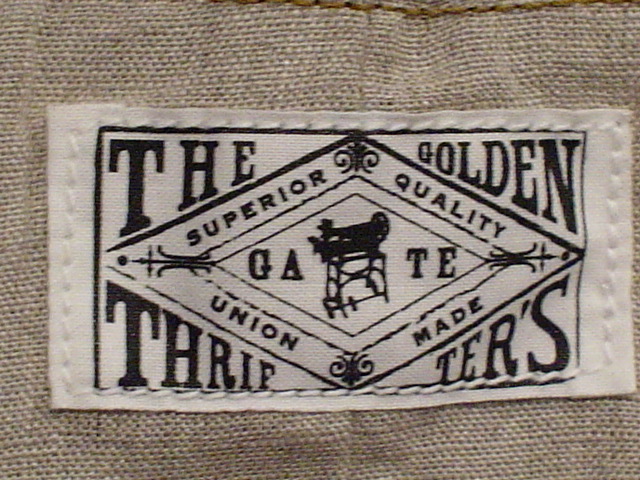 THE GOLDEN
SUPERIOR QUALITY
GA TE
UNION MADE
THRIF TER'S